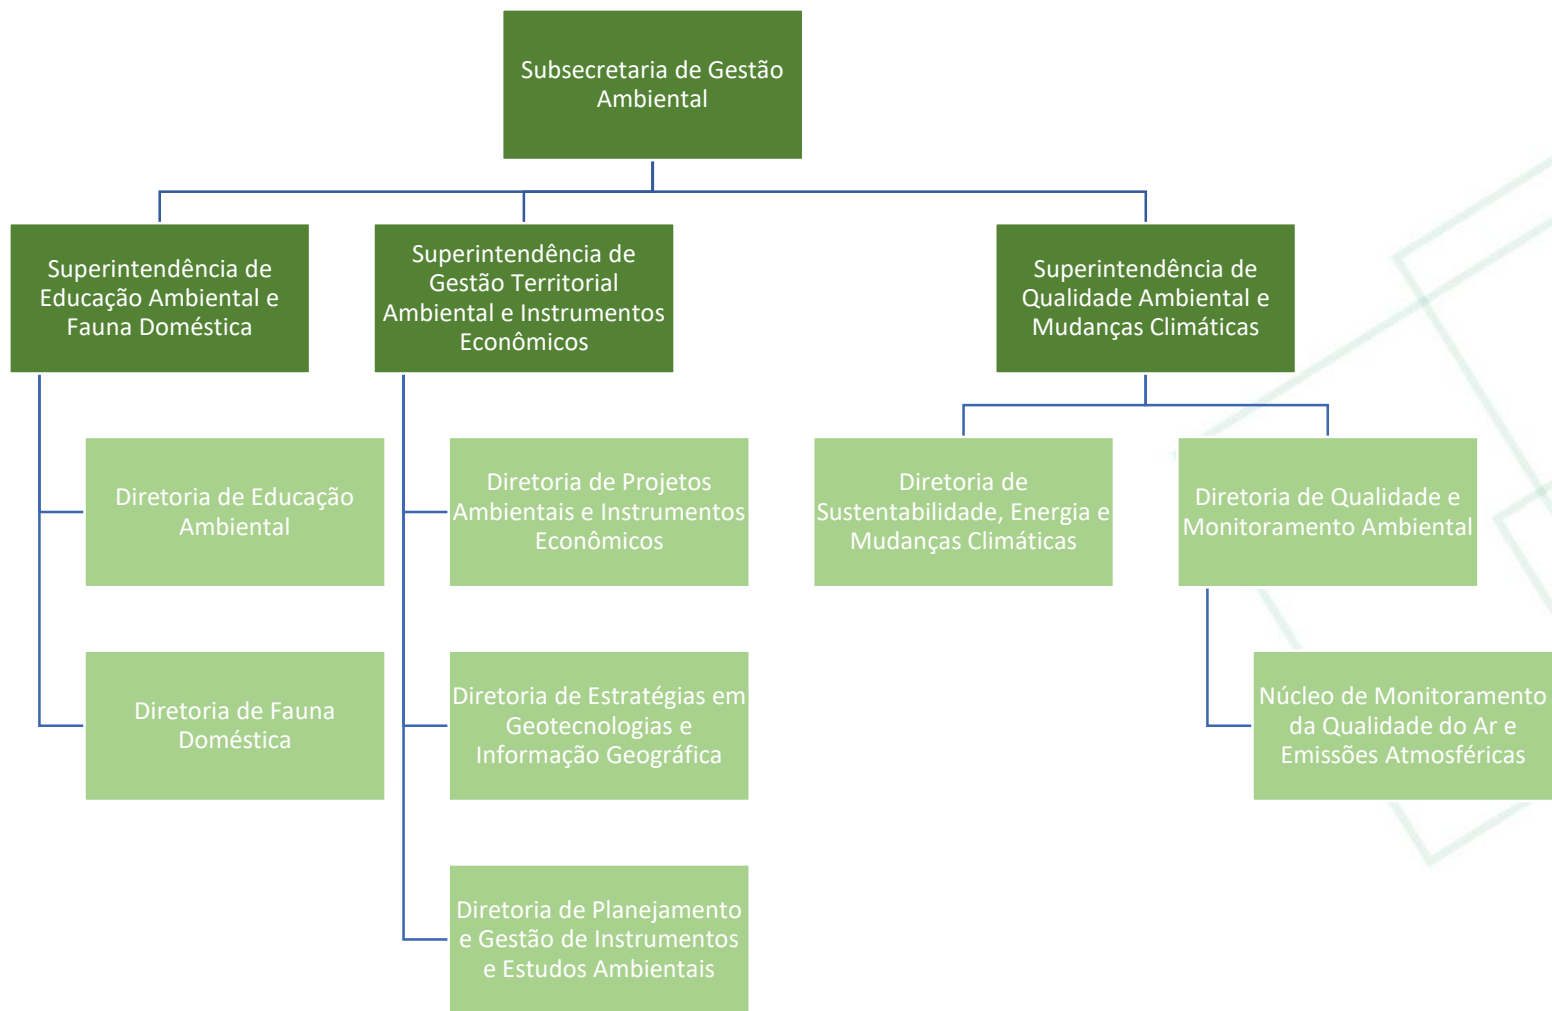 Subsecretaria de Gestão
Ambiental
Superintendência de
Educação Ambiental e
Fauna Doméstica
Superintendência de
Gestão Territorial
Ambiental e Instrumentos
Econômicos
Superintendência de
Qualidade Ambiental e
Mudanças Climáticas
Diretoria de Educação
Ambiental
Diretoria de Projetos
Ambientais e Instrumentos
Econômicos
Diretoria de
Sustentabilidade, Energia e
Mudanças Climáticas
Diretoria de Qualidade e
Monitoramento Ambiental
Diretoria de Fauna
Doméstica
Diretoria de Estratégias em
Geotecnologias e
Informação Geográfica
Núcleo de Monitoramento
da Qualidade do Ar e
Emissões Atmosféricas
Diretoria de Planejamento
e Gestão de Instrumentos
e Estudos Ambientais